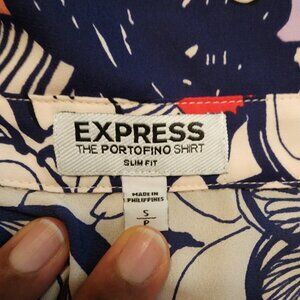 EXPRESS
THE PORTOFINO SHIRT
SLIM FIT
MADE IN
PHILIPPINES
S
P